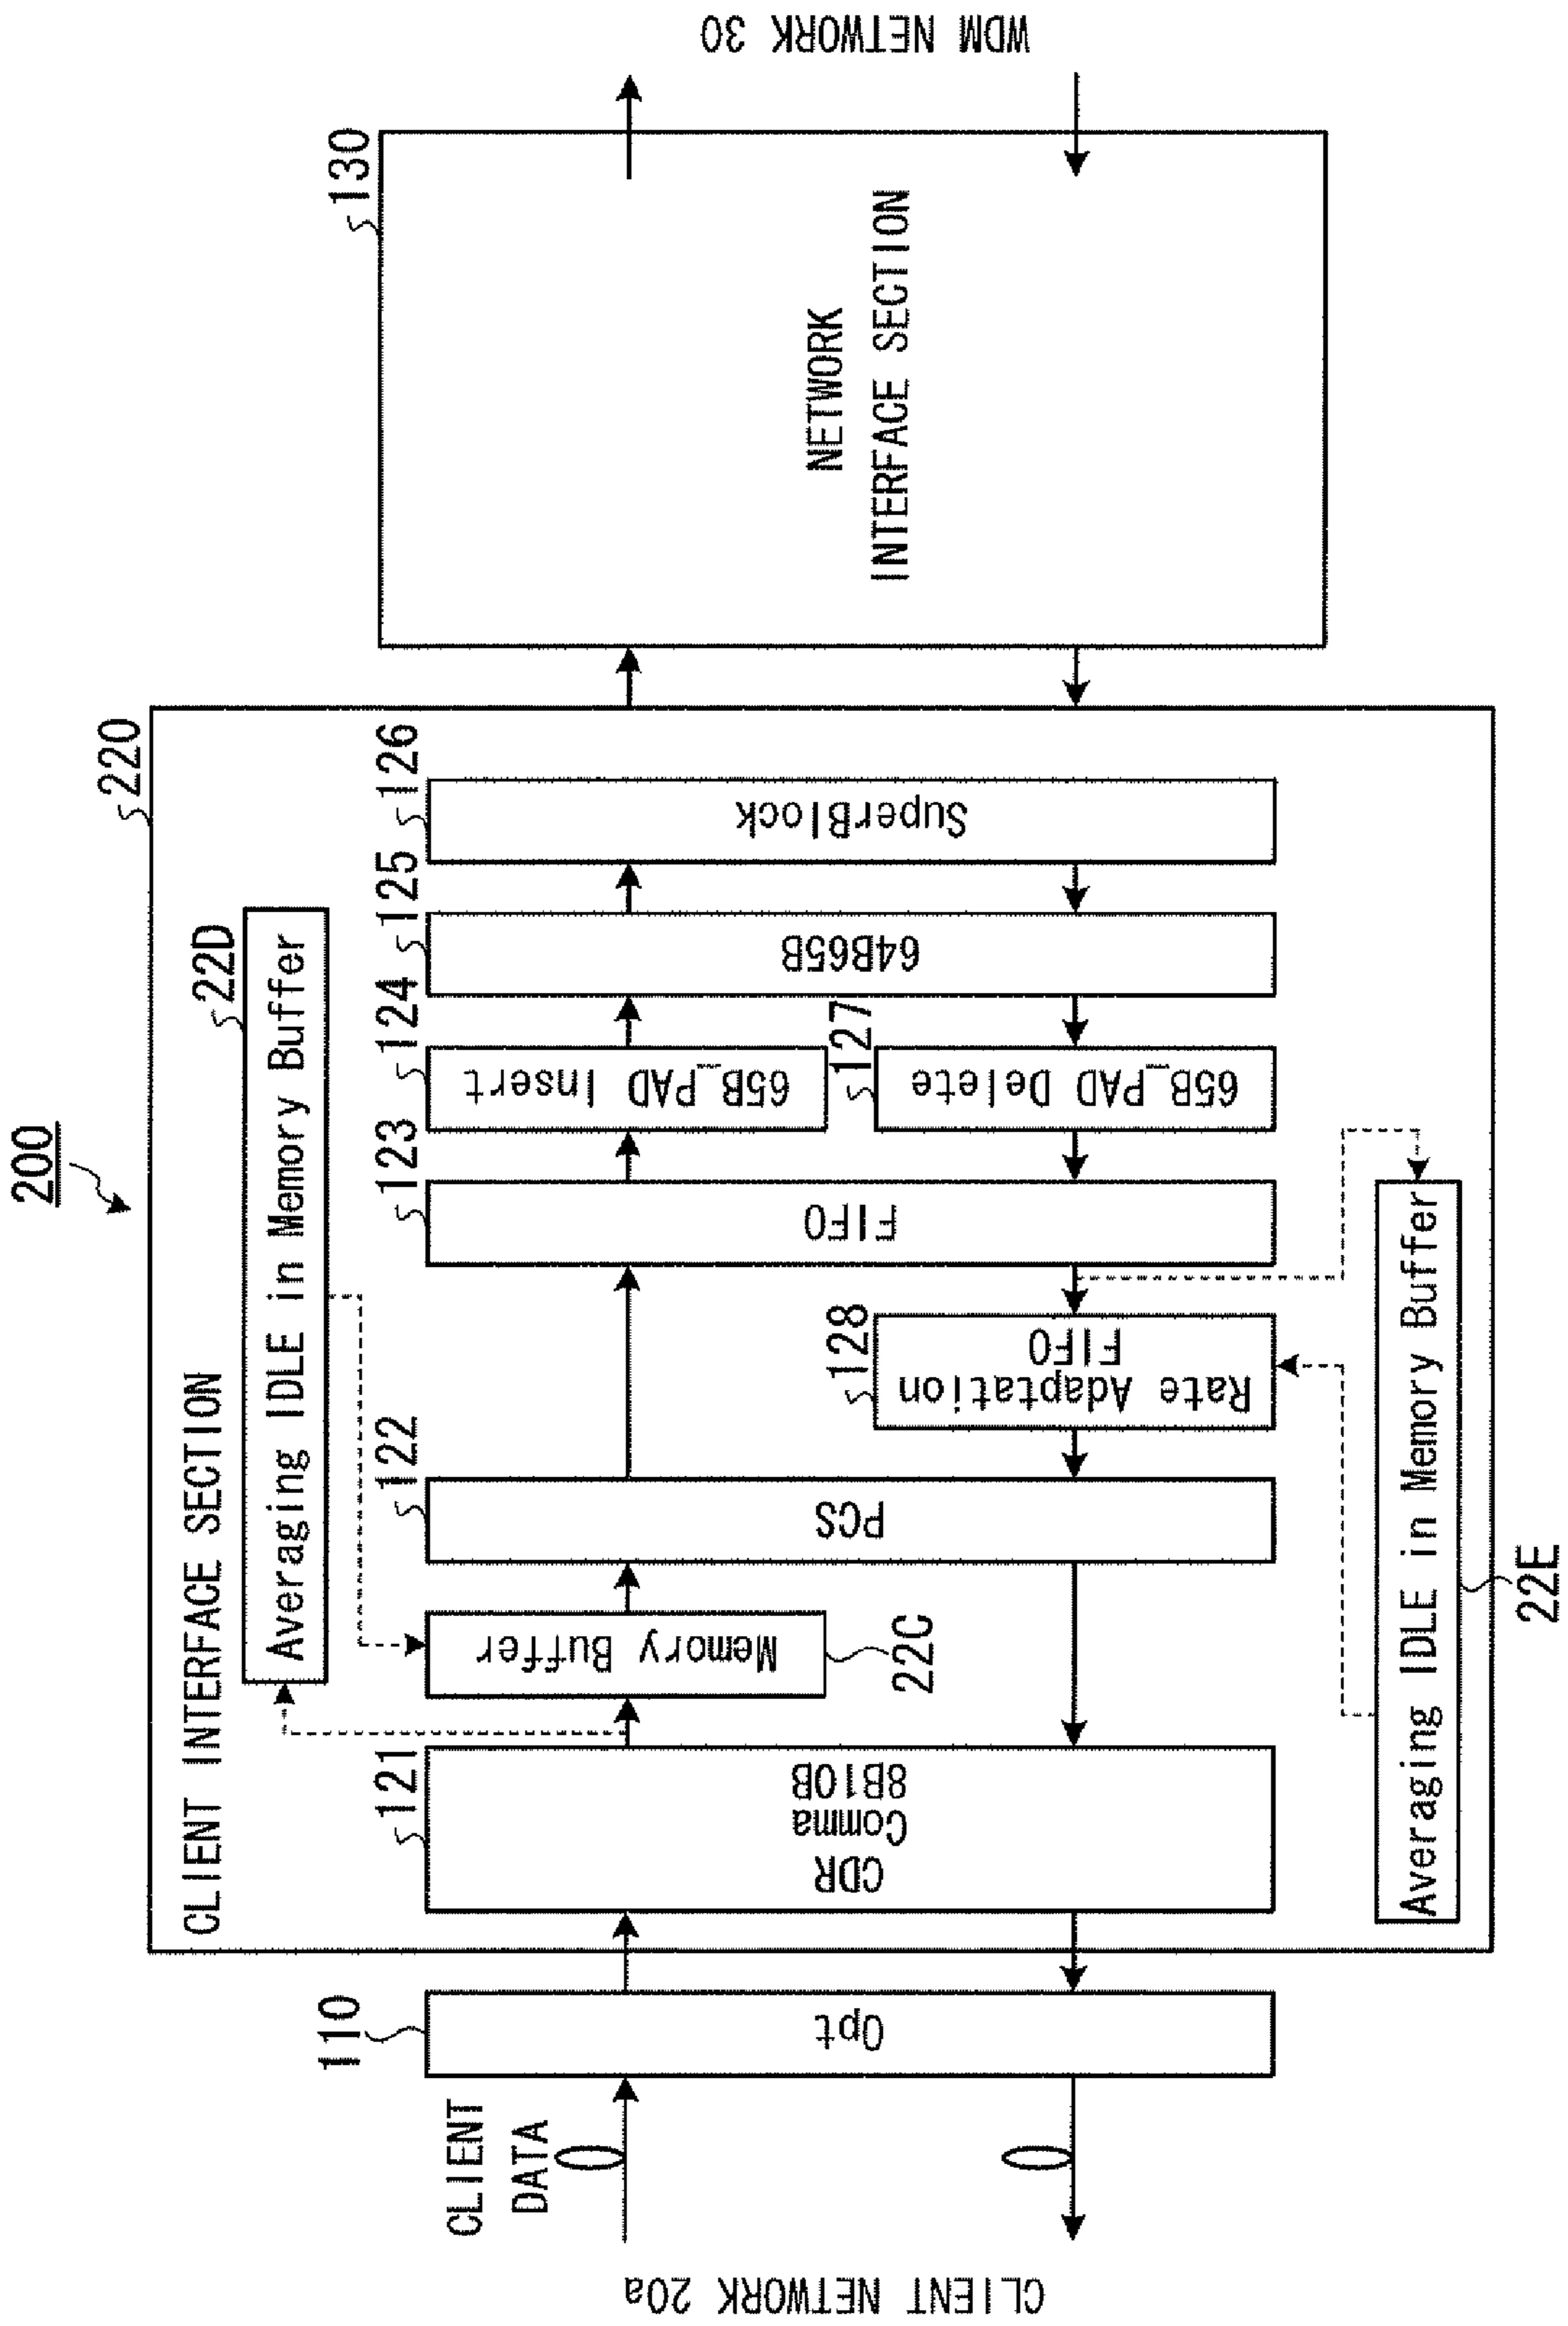 200
CLIENT INTERFACE SECTION
220
22D
Averaging IDLE in Memory Buffer
110
Opt
CLIENT
DATA
CLIENT NETWORK 20a
121
CDR
Comma
8B10B
Memory Buffer
22C
122
PCS
128
Rate Adaptation
FIFO
123
FIFO
124
65B_PAD Insert
127
65B_PAD Delete
125
64B65B
126
SuperBlock
Averaging IDLE in Memory Buffer
22E
130
NETWORK
INTERFACE SECTION
WDM NETWORK 30